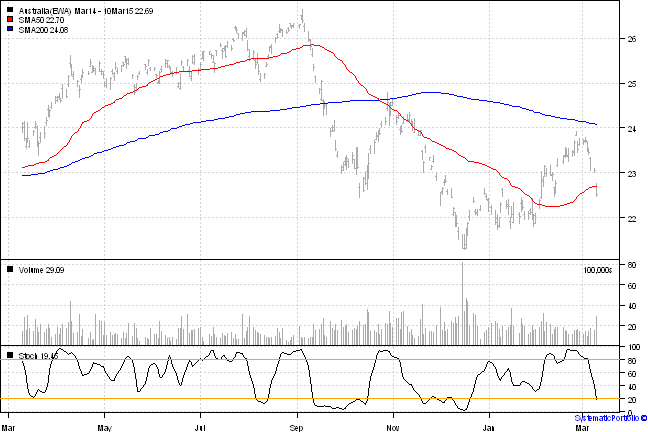 Australia(EWA) Mar14 - 10Mar15 22.69
SMA50 22.70
SMA200 24.08
26
25
24
23
22
Volume 29.09
100,000s
80
60
40
20
Stoch 19.46
100
80
60
40
20
0
Mar May Jul Sep Nov Jan Mar
SystematicPortfolio ©